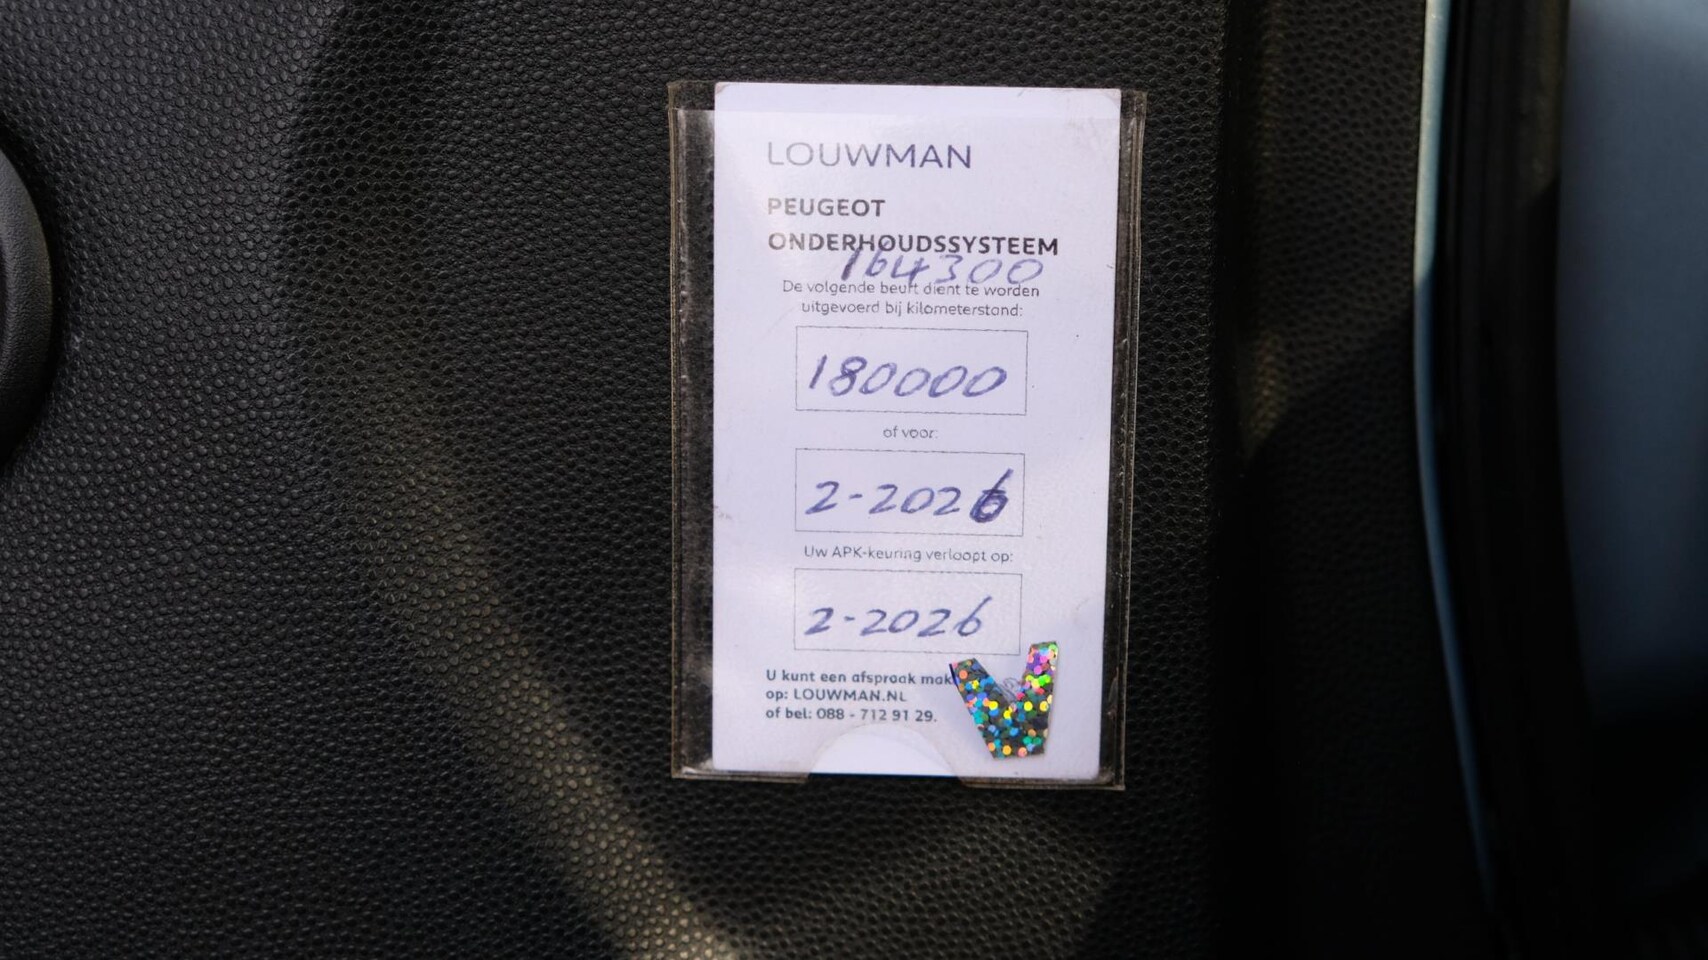 LOUWMAN
PEUGEOT
ONDERHOUDSSYSTEEM
164300
De volgende beurt dient te worden
uitgevoerd bij kilometerstand:
180000
of voor:
2-2026
Uw APK-keuring verloopt op:
2-2026
U kunt een afspraak mak
op: LOUWMAN.NL
of bel: 088 - 712 91 29.